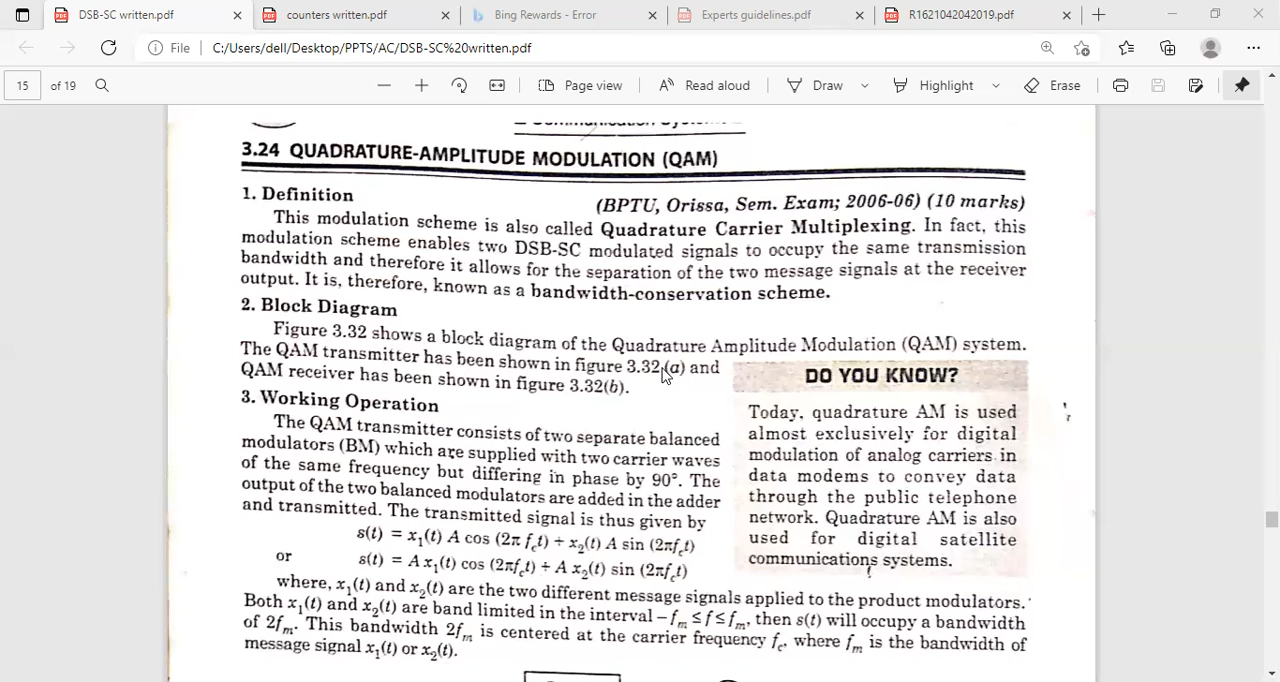 DSB-SC written.pdf
counters written.pdf
Bing Rewards - Error
Experts guidelines.pdf
R1621042042019.pdf
File C:/Users/dell/Desktop/PPTS/AC/DSB-SC%20written.pdf
15 of 19
Page view
Read aloud
Draw
Highlight
Erase
3.24 QUADRATURE-AMPLITUDE MODULATION (QAM)
1. Definition
(BPTU, Orissa, Sem. Exam; 2006-06) (10 marks)
This modulation scheme is also called Quadrature Carrier Multiplexing. In fact, this
modulation scheme enables two DSB-SC modulated signals to occupy the same transmission
bandwidth and therefore it allows for the separation of the two message signals at the receiver
output. It is, therefore, known as a bandwidth-conservation scheme.
2. Block Diagram
Figure 3.32 shows a block diagram of the Quadrature Amplitude Modulation (QAM) system.
The QAM transmitter has been shown in figure 3.32 (a) and
QAM receiver has been shown in figure 3.32(b).
3. Working Operation
The QAM transmitter consists of two separate balanced
modulators (BM) which are supplied with two carrier waves
of the same frequency but differing in phase by 90°. The
output of the two balanced modulators are added in the adder
and transmitted. The transmitted signal is thus given by
s(t) = x₁(t) A cos (2π f_c t) + x₂(t) A sin (2πf_c t)
or s(t) = A x₁(t) cos (2πf_c t) + A x₂(t) sin (2πf_c t)
DO YOU KNOW?
Today, quadrature AM is used
almost exclusively for digital
modulation of analog carriers in
data modems to convey data
through the public telephone
network. Quadrature AM is also
used for digital satellite
communications systems.
where, x₁(t) and x₂(t) are the two different message signals applied to the product modulators.
Both x₁(t) and x₂(t) are band limited in the interval –f_m ≤ f ≤ f_m, then s(t) will occupy a bandwidth
of 2f_m. This bandwidth 2f_m is centered at the carrier frequency f_c, where f_m is the bandwidth of
message signal x₁(t) or x₂(t).